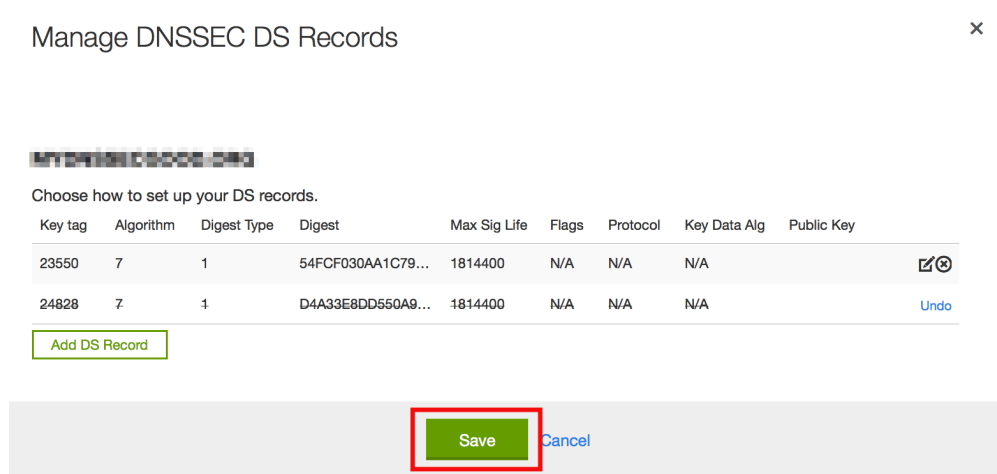 Manage DNSSEC DS Records
Choose how to set up your DS records.
Key tag Algorithm Digest Type Digest Max Sig Life Flags Protocol Key Data Alg Public Key
23550 7 1 54FCF030AA1C79... 1814400 N/A N/A N/A
24828 7 1 D4A33E8DD550A9... 1814400 N/A N/A N/A Undo
Add DS Record
Save Cancel